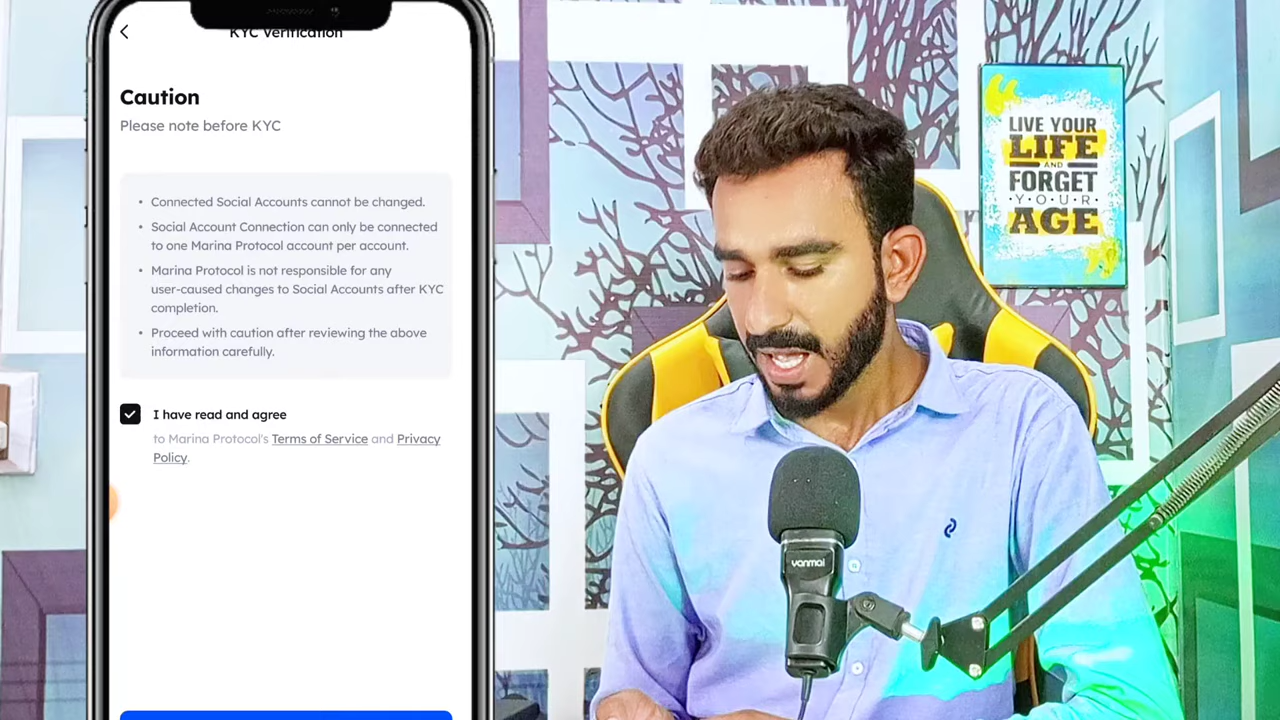 KYC Verification
Caution
Please note before KYC
• Connected Social Accounts cannot be changed.
• Social Account Connection can only be connected
to one Marina Protocol account per account.
• Marina Protocol is not responsible for any
user-caused changes to Social Accounts after KYC
completion.
• Proceed with caution after reviewing the above
information carefully.
I have read and agree
to Marina Protocol's Terms of Service and Privacy
Policy.
LIVE YOUR
LIFE
AND
FORGET
·Y·O·U·R·
AGE
vanmai